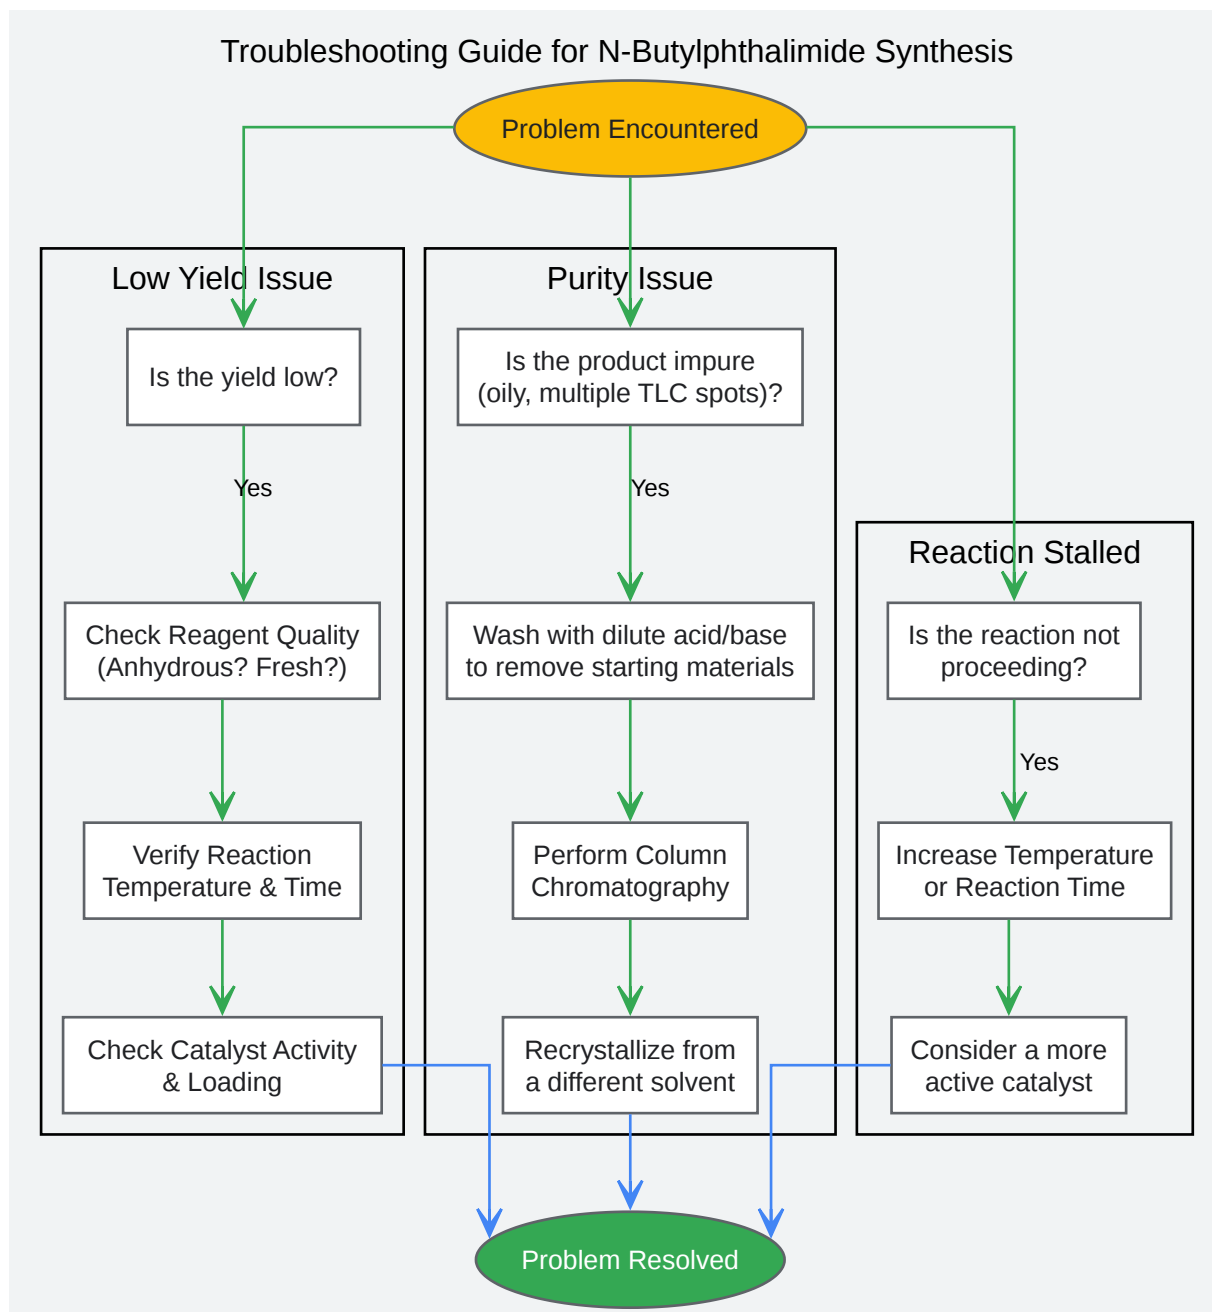 Troubleshooting Guide for N-Butylphthalimide Synthesis
Problem Encountered
Low Yield Issue
Is the yield low?
Yes
Check Reagent Quality
(Anhydrous? Fresh?)
Verify Reaction
Temperature & Time
Check Catalyst Activity
& Loading
Purity Issue
Is the product impure
(oily, multiple TLC spots)?
Yes
Wash with dilute acid/base
to remove starting materials
Perform Column
Chromatography
Recrystallize from
a different solvent
Reaction Stalled
Is the reaction not
proceeding?
Yes
Increase Temperature
or Reaction Time
Consider a more
active catalyst
Problem Resolved